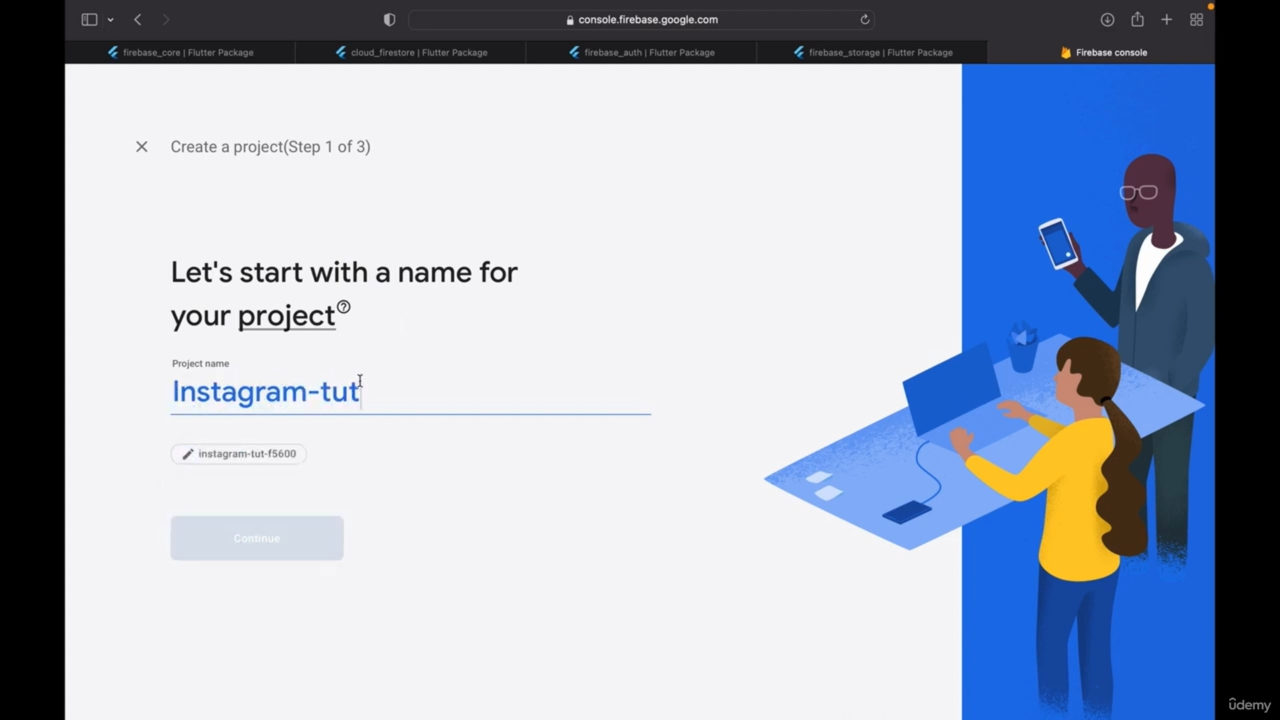 console.firebase.google.com
firebase_core | Flutter Package
cloud_firestore | Flutter Package
firebase_auth | Flutter Package
firebase_storage | Flutter Package
Firebase console
Create a project(Step 1 of 3)
Let's start with a name for
your project
Project name
Instagram-tut
instagram-tut-f5600
Continue
ûdemy